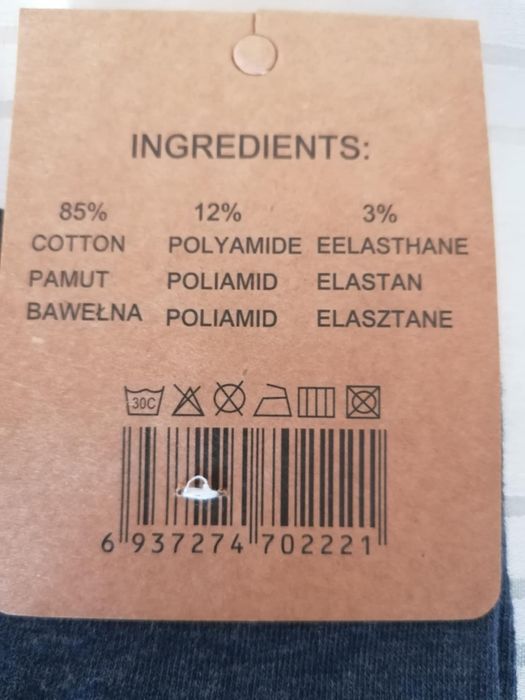 INGREDIENTS:
85% 12% 3%
COTTON POLYAMIDE EELASTHANE
PAMUT POLIAMID ELASTAN
BAWEŁNA POLIAMID ELASZTANE
30C
6 937274 702221